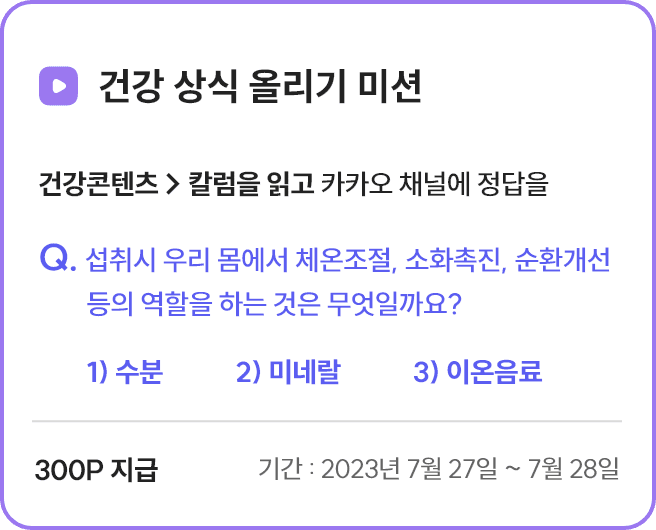 건강 상식 올리기 미션
건강콘텐츠 > 칼럼을 읽고 카카오 채널에 정답을
Q. 섭취시 우리 몸에서 체온조절, 소화촉진, 순환개선
등의 역할을 하는 것은 무엇일까요?
1) 수분 2) 미네랄 3) 이온음료
300P 지급 기간 : 2023년 7월 27일 ~ 7월 28일